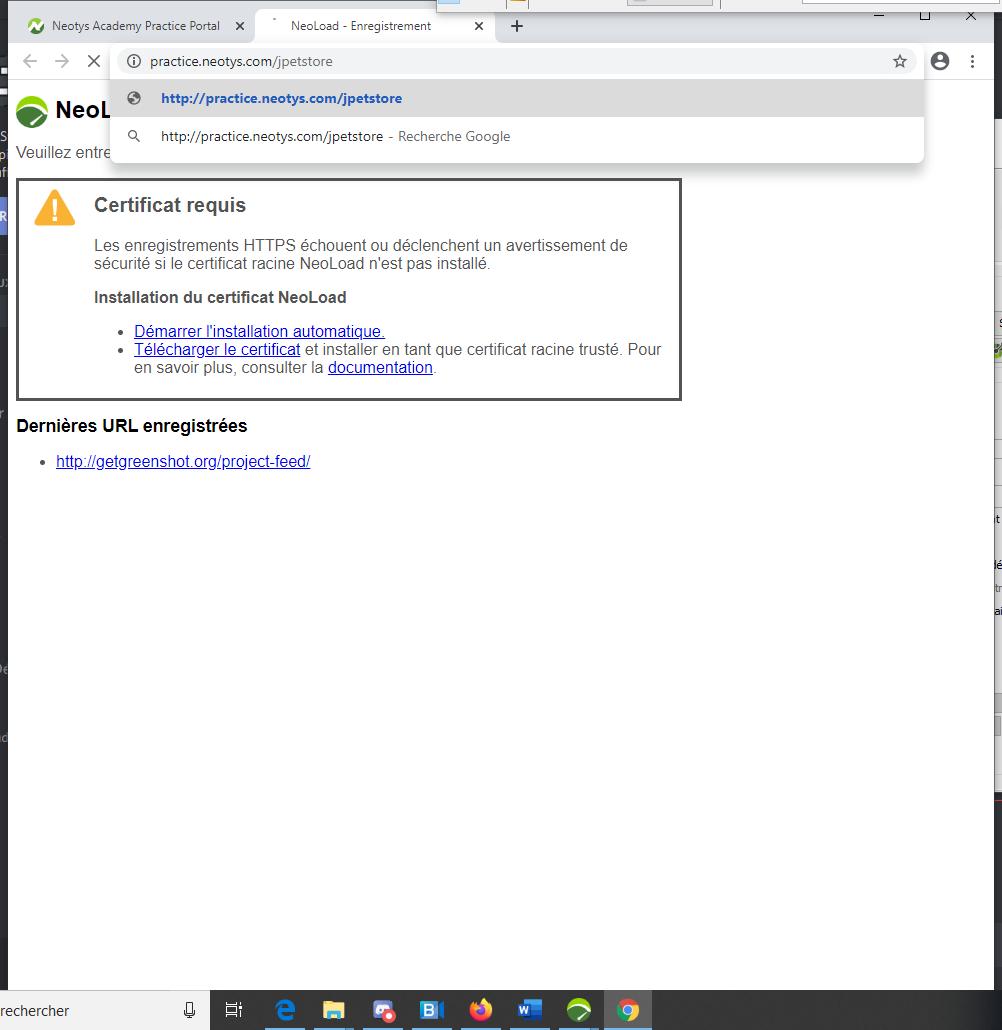 Neotys Academy Practice Portal
NeoLoad - Enregistrement
practice.neotys.com/jpetstore
http://practice.neotys.com/jpetstore
http://practice.neotys.com/jpetstore - Recherche Google
NeoL
Veuillez entre
Certificat requis
Les enregistrements HTTPS échouent ou déclenchent un avertissement de
sécurité si le certificat racine NeoLoad n'est pas installé.
Installation du certificat NeoLoad
Démarrer l'installation automatique.
Télécharger le certificat et installer en tant que certificat racine trusté. Pour
en savoir plus, consulter la documentation.
Dernières URL enregistrées
http://getgreenshot.org/project-feed/
rechercher